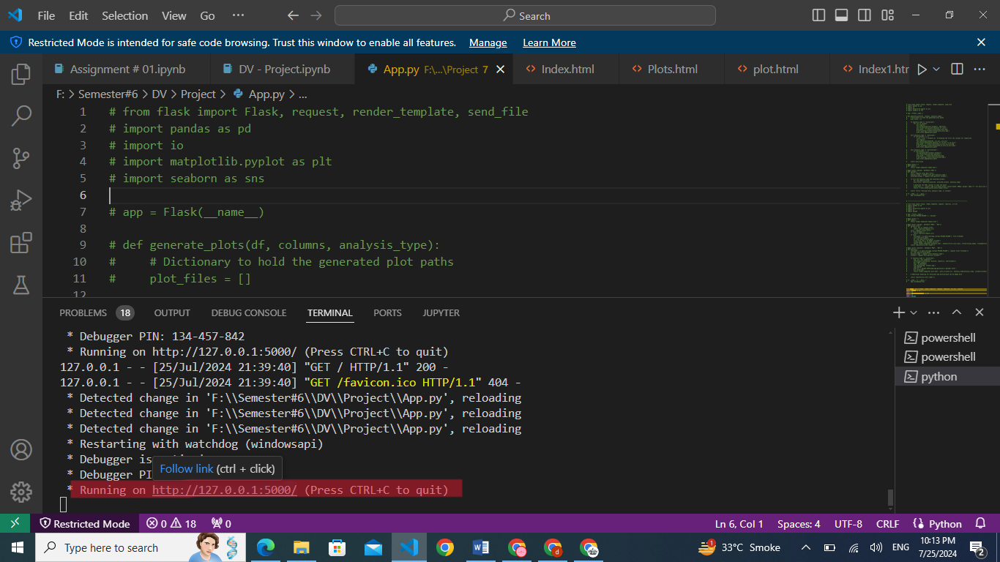 File Edit Selection View Go ··· Search
Restricted Mode is intended for safe code browsing. Trust this window to enable all features. Manage Learn More
Assignment # 01.ipynb DV - Project.ipynb App.py F:\...\Project 7 Index.html Plots.html plot.html Index1.htr
F: > Semester#6 > DV > Project > App.py > ...
1 # from flask import Flask, request, render_template, send_file
2 # import pandas as pd
3 # import io
4 # import matplotlib.pyplot as plt
5 # import seaborn as sns
6
7 # app = Flask(__name__)
8
9 # def generate_plots(df, columns, analysis_type):
10 #     # Dictionary to hold the generated plot paths
11 #     plot_files = []
12
PROBLEMS 18 OUTPUT DEBUG CONSOLE TERMINAL PORTS JUPYTER
* Debugger PIN: 134-457-842
* Running on http://127.0.0.1:5000/ (Press CTRL+C to quit)
127.0.0.1 - - [25/Jul/2024 21:39:40] "GET / HTTP/1.1" 200 -
127.0.0.1 - - [25/Jul/2024 21:39:40] "GET /favicon.ico HTTP/1.1" 404 -
* Detected change in 'F:\\Semester#6\\DV\\Project\\App.py', reloading
* Detected change in 'F:\\Semester#6\\DV\\Project\\App.py', reloading
* Detected change in 'F:\\Semester#6\\DV\\Project\\App.py', reloading
* Restarting with watchdog (windowsapi)
* Debugger is
Follow link (ctrl + click)
* Debugger PI
* Running on http://127.0.0.1:5000/ (Press CTRL+C to quit)
powershell
powershell
python
Restricted Mode 0 18 0 Ln 6, Col 1 Spaces: 4 UTF-8 CRLF Python
Type here to search 1 33°C Smoke ENG 10:13 PM 7/25/2024 2